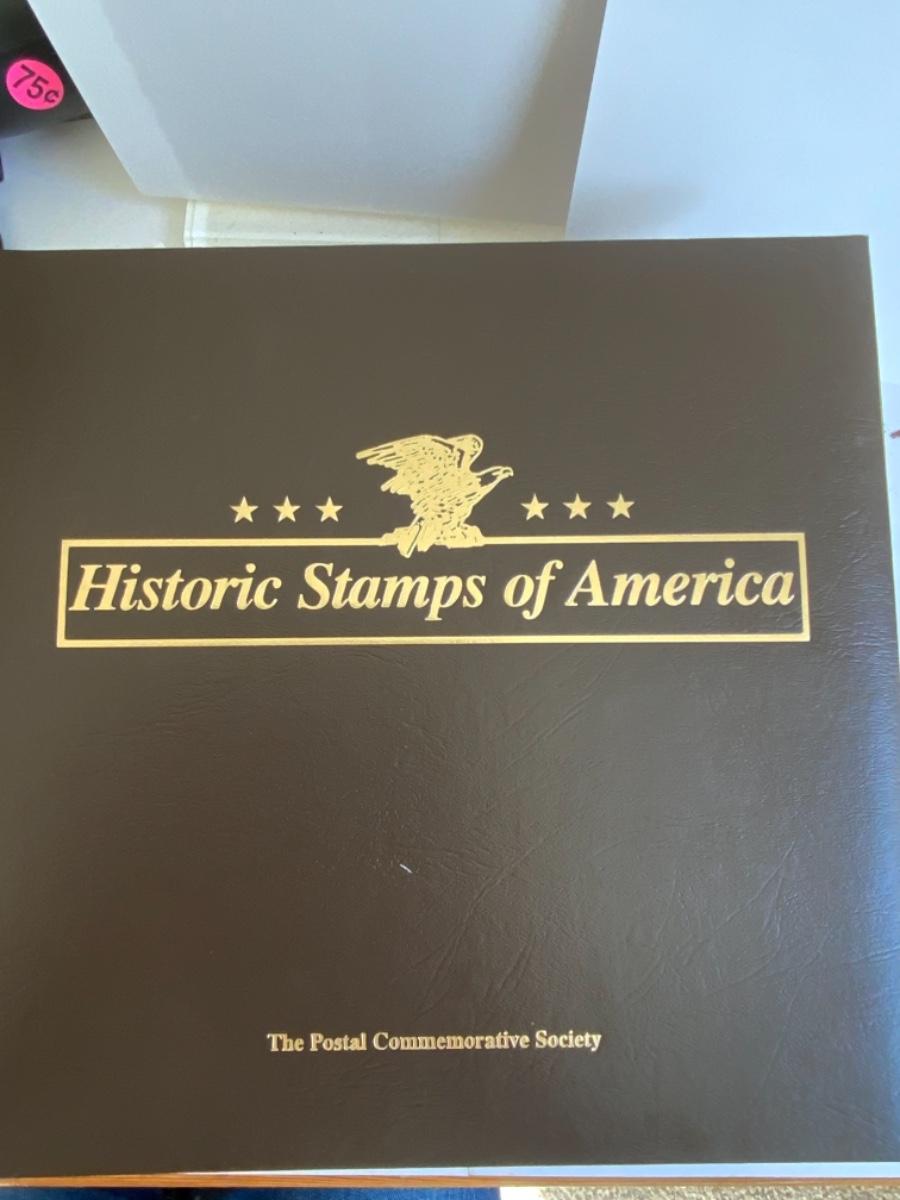 75¢
Historic Stamps of America
The Postal Commemorative Society